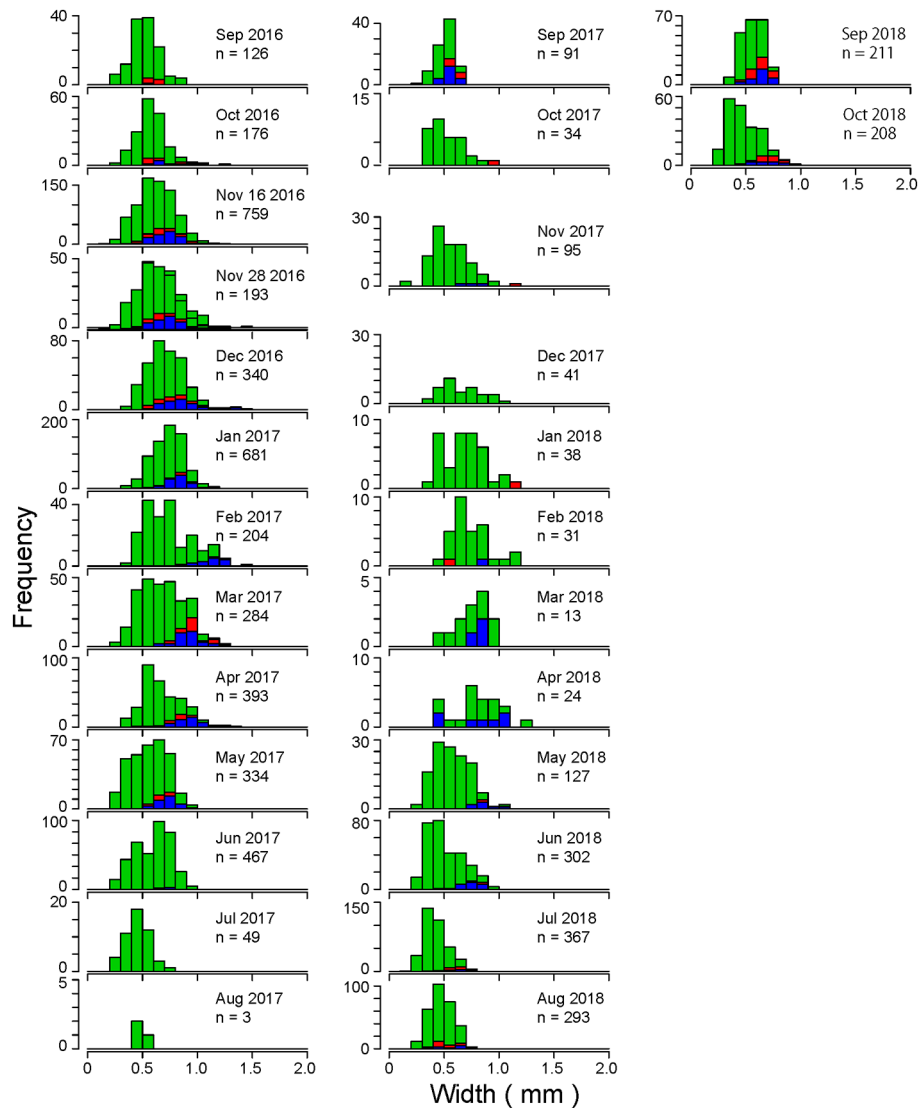 40
20
0
Sep 2016
n = 126
60
0
Oct 2016
n = 176
150
0
Nov 16 2016
n = 759
50
0
Nov 28 2016
n = 193
80
0
Dec 2016
n = 340
200
0
Jan 2017
n = 681
40
0
Feb 2017
n = 204
50
0
Mar 2017
n = 284
100
0
Apr 2017
n = 393
70
0
May 2017
n = 334
100
0
Jun 2017
n = 467
20
0
Jul 2017
n = 49
5
0
Aug 2017
n = 3
0 0.5 1.0 1.5 2.0
40
0
Sep 2017
n = 91
15
0
Oct 2017
n = 34
30
0
Nov 2017
n = 95
30
0
Dec 2017
n = 41
10
0
Jan 2018
n = 38
10
0
Feb 2018
n = 31
5
0
Mar 2018
n = 13
10
0
Apr 2018
n = 24
30
0
May 2018
n = 127
80
0
Jun 2018
n = 302
150
0
Jul 2018
n = 367
100
0
Aug 2018
n = 293
0 0.5 1.0 1.5 2.0
70
0
Sep 2018
n = 211
60
0
Oct 2018
n = 208
0 0.5 1.0 1.5 2.0
Frequency
Width ( mm )